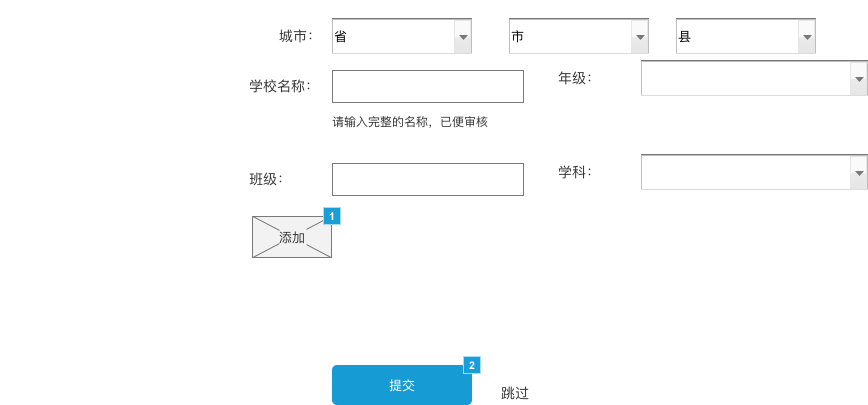 城市： 省 市 县
学校名称： 年级：
请输入完整的名称，已便审核
班级： 学科：
1
添加
2
提交 跳过